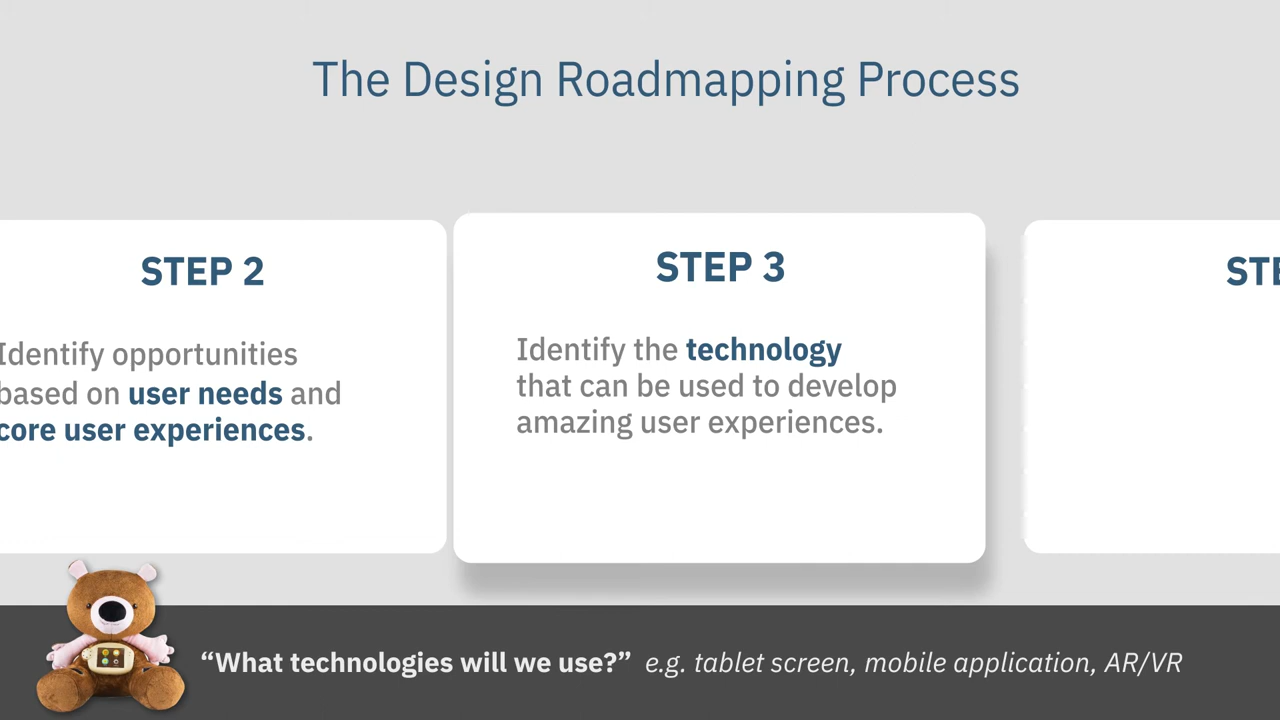 The Design Roadmapping Process
STEP 2
Identify opportunities
based on user needs and
core user experiences.
STEP 3
Identify the technology
that can be used to develop
amazing user experiences.
“What technologies will we use?” e.g. tablet screen, mobile application, AR/VR